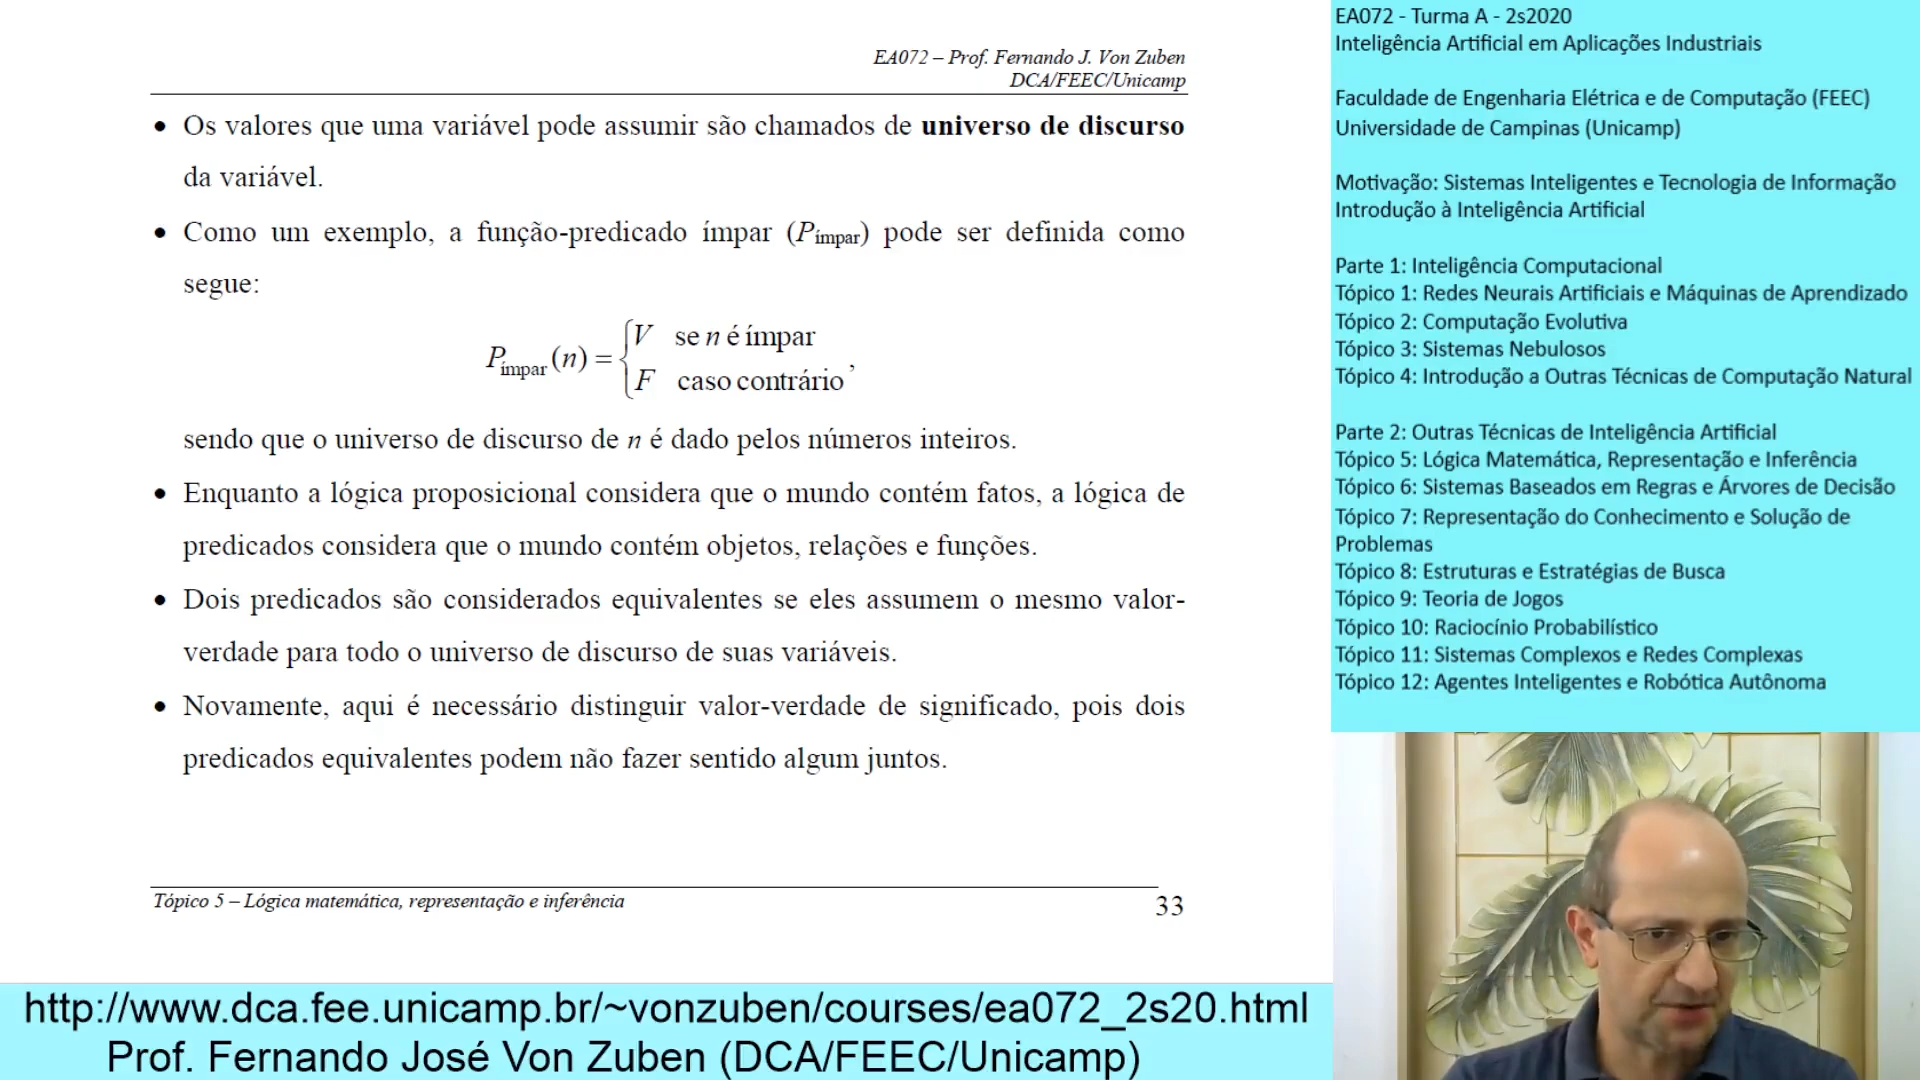 EA072 – Prof. Fernando J. Von Zuben
DCA/FEEC/Unicamp
• Os valores que uma variável pode assumir são chamados de universo de discurso
da variável.
• Como um exemplo, a função-predicado ímpar (Pímpar) pode ser definida como
segue:
Pímpar (n) = { V se n é ímpar
F caso contrário ,
sendo que o universo de discurso de n é dado pelos números inteiros.
• Enquanto a lógica proposicional considera que o mundo contém fatos, a lógica de
predicados considera que o mundo contém objetos, relações e funções.
• Dois predicados são considerados equivalentes se eles assumem o mesmo valor-
verdade para todo o universo de discurso de suas variáveis.
• Novamente, aqui é necessário distinguir valor-verdade de significado, pois dois
predicados equivalentes podem não fazer sentido algum juntos.
Tópico 5 – Lógica matemática, representação e inferência
33
http://www.dca.fee.unicamp.br/~vonzuben/courses/ea072_2s20.html
Prof. Fernando José Von Zuben (DCA/FEEC/Unicamp)
EA072 - Turma A - 2s2020
Inteligência Artificial em Aplicações Industriais
Faculdade de Engenharia Elétrica e de Computação (FEEC)
Universidade de Campinas (Unicamp)
Motivação: Sistemas Inteligentes e Tecnologia de Informação
Introdução à Inteligência Artificial
Parte 1: Inteligência Computacional
Tópico 1: Redes Neurais Artificiais e Máquinas de Aprendizado
Tópico 2: Computação Evolutiva
Tópico 3: Sistemas Nebulosos
Tópico 4: Introdução a Outras Técnicas de Computação Natural
Parte 2: Outras Técnicas de Inteligência Artificial
Tópico 5: Lógica Matemática, Representação e Inferência
Tópico 6: Sistemas Baseados em Regras e Árvores de Decisão
Tópico 7: Representação do Conhecimento e Solução de
Problemas
Tópico 8: Estruturas e Estratégias de Busca
Tópico 9: Teoria de Jogos
Tópico 10: Raciocínio Probabilístico
Tópico 11: Sistemas Complexos e Redes Complexas
Tópico 12: Agentes Inteligentes e Robótica Autônoma